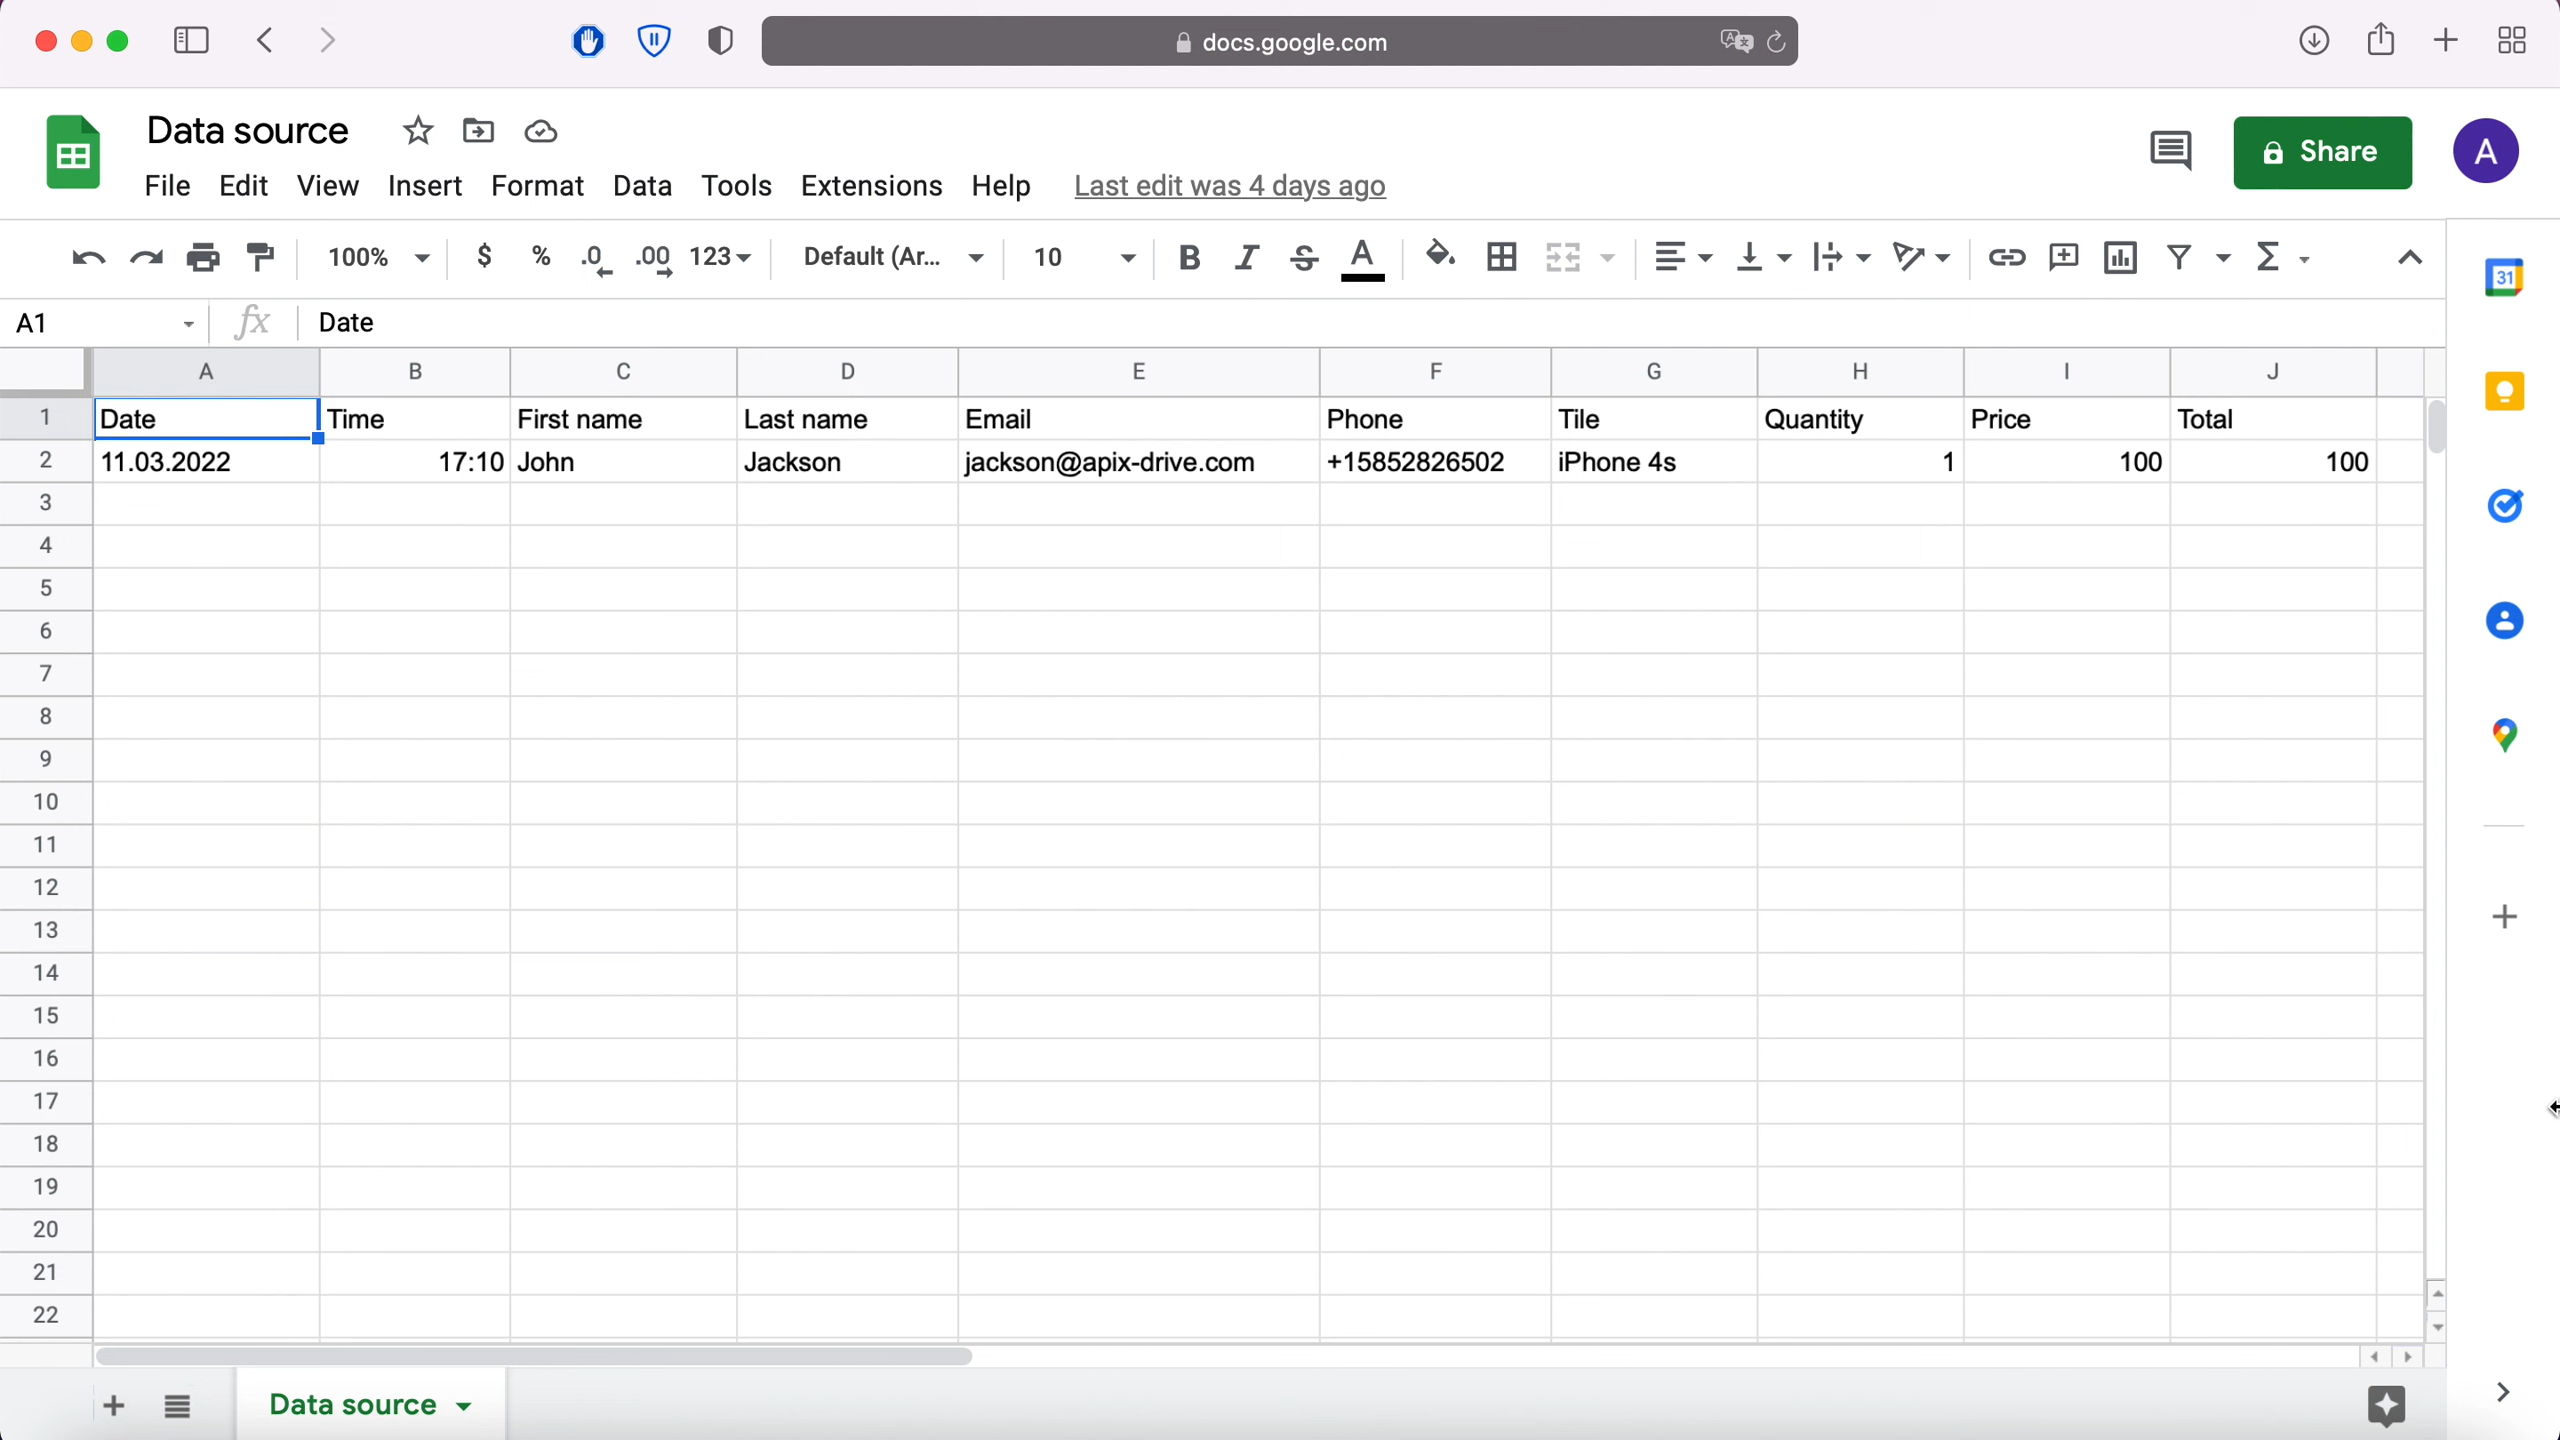 docs.google.com
Data source
File Edit View Insert Format Data Tools Extensions Help Last edit was 4 days ago
Share
A
100% $ % .0 .00 123 Default (Ar... 10 B I S A
31
A1 fx Date
A B C D E F G H I J
1 Date Time First name Last name Email Phone Tile Quantity Price Total
2 11.03.2022 17:10 John Jackson jackson@apix-drive.com +15852826502 iPhone 4s 1 100 100
3
4
5
6
7
8
9
10
11
12
13
14
15
16
17
18
19
20
21
22
Data source